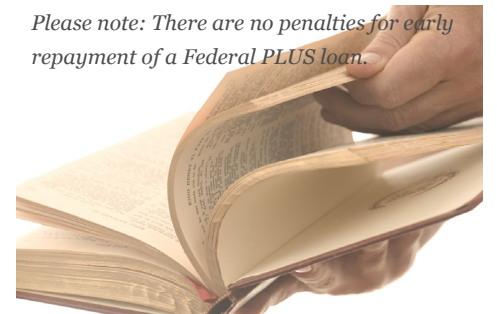 Please note: There are no penalties for early
repayment of a Federal PLUS loan.